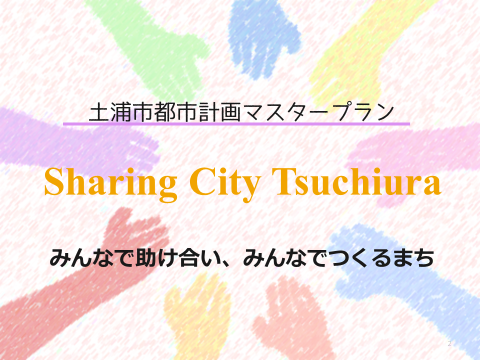 土浦市都市計画マスタープラン
Sharing City Tsuchiura
みんなで助け合い、みんなでつくるまち